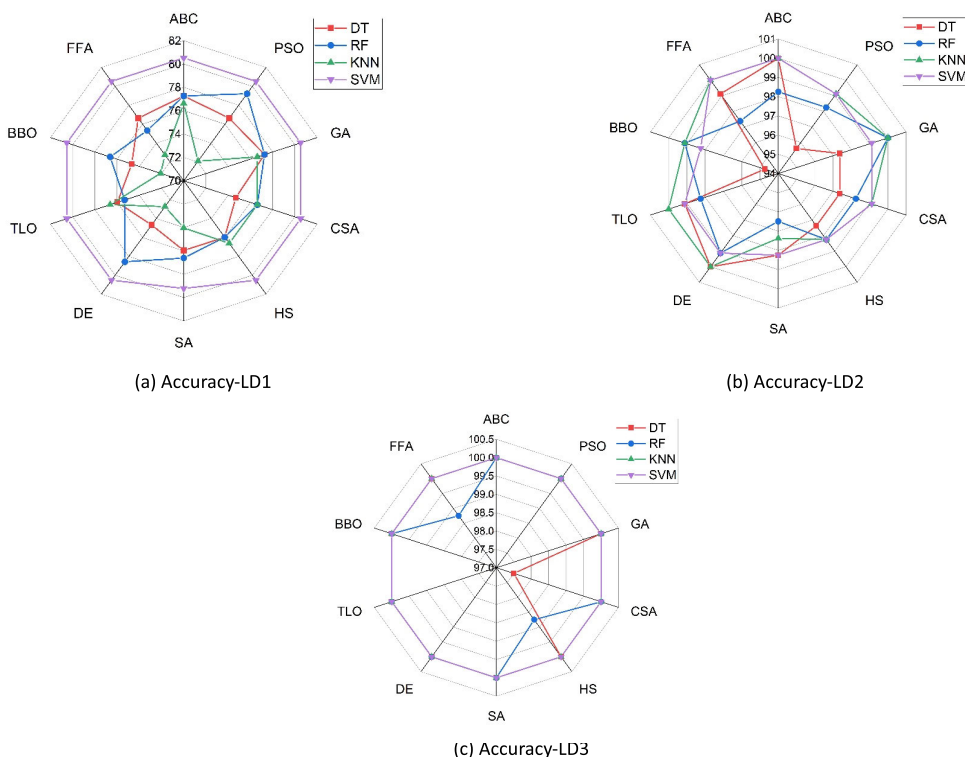 ABC
82
80
78
76
74
72
70
PSO
GA
CSA
HS
SA
DE
TLO
BBO
FFA
DT
RF
KNN
SVM
(a) Accuracy-LD1
ABC
101
100
99
98
97
96
95
94
PSO
GA
CSA
HS
SA
DE
TLO
BBO
FFA
DT
RF
KNN
SVM
(b) Accuracy-LD2
ABC
100.5
100.0
99.5
99.0
98.5
98.0
97.5
97.0
PSO
GA
CSA
HS
SA
DE
TLO
BBO
FFA
DT
RF
KNN
SVM
(c) Accuracy-LD3